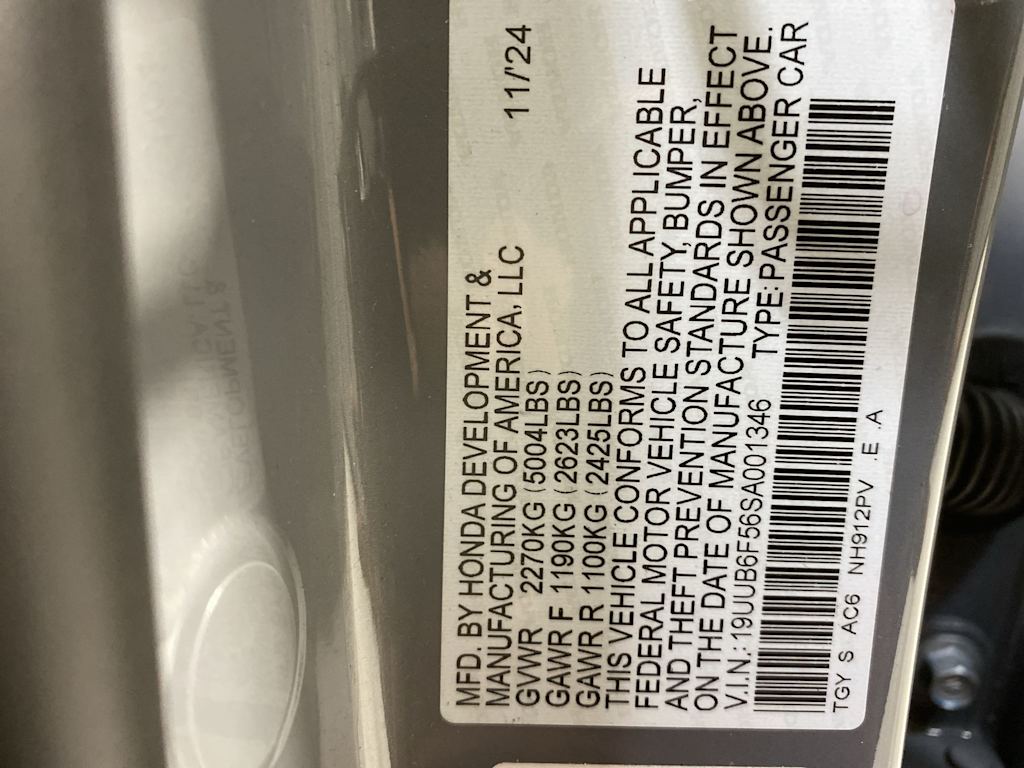 MFD. BY HONDA DEVELOPMENT &
MANUFACTURING OF AMERICA, LLC 11/'24
GVWR 2270KG (5004LBS)
GAWR F 1190KG (2623LBS)
GAWR R 1100KG (2425LBS)
THIS VEHICLE CONFORMS TO ALL APPLICABLE
FEDERAL MOTOR VEHICLE SAFETY, BUMPER,
AND THEFT PREVENTION STANDARDS IN EFFECT
ON THE DATE OF MANUFACTURE SHOWN ABOVE.
V.I.N.: 19UUB6F56SA001346 TYPE: PASSENGER CAR
TGY S AC6 NH912PV .E .A